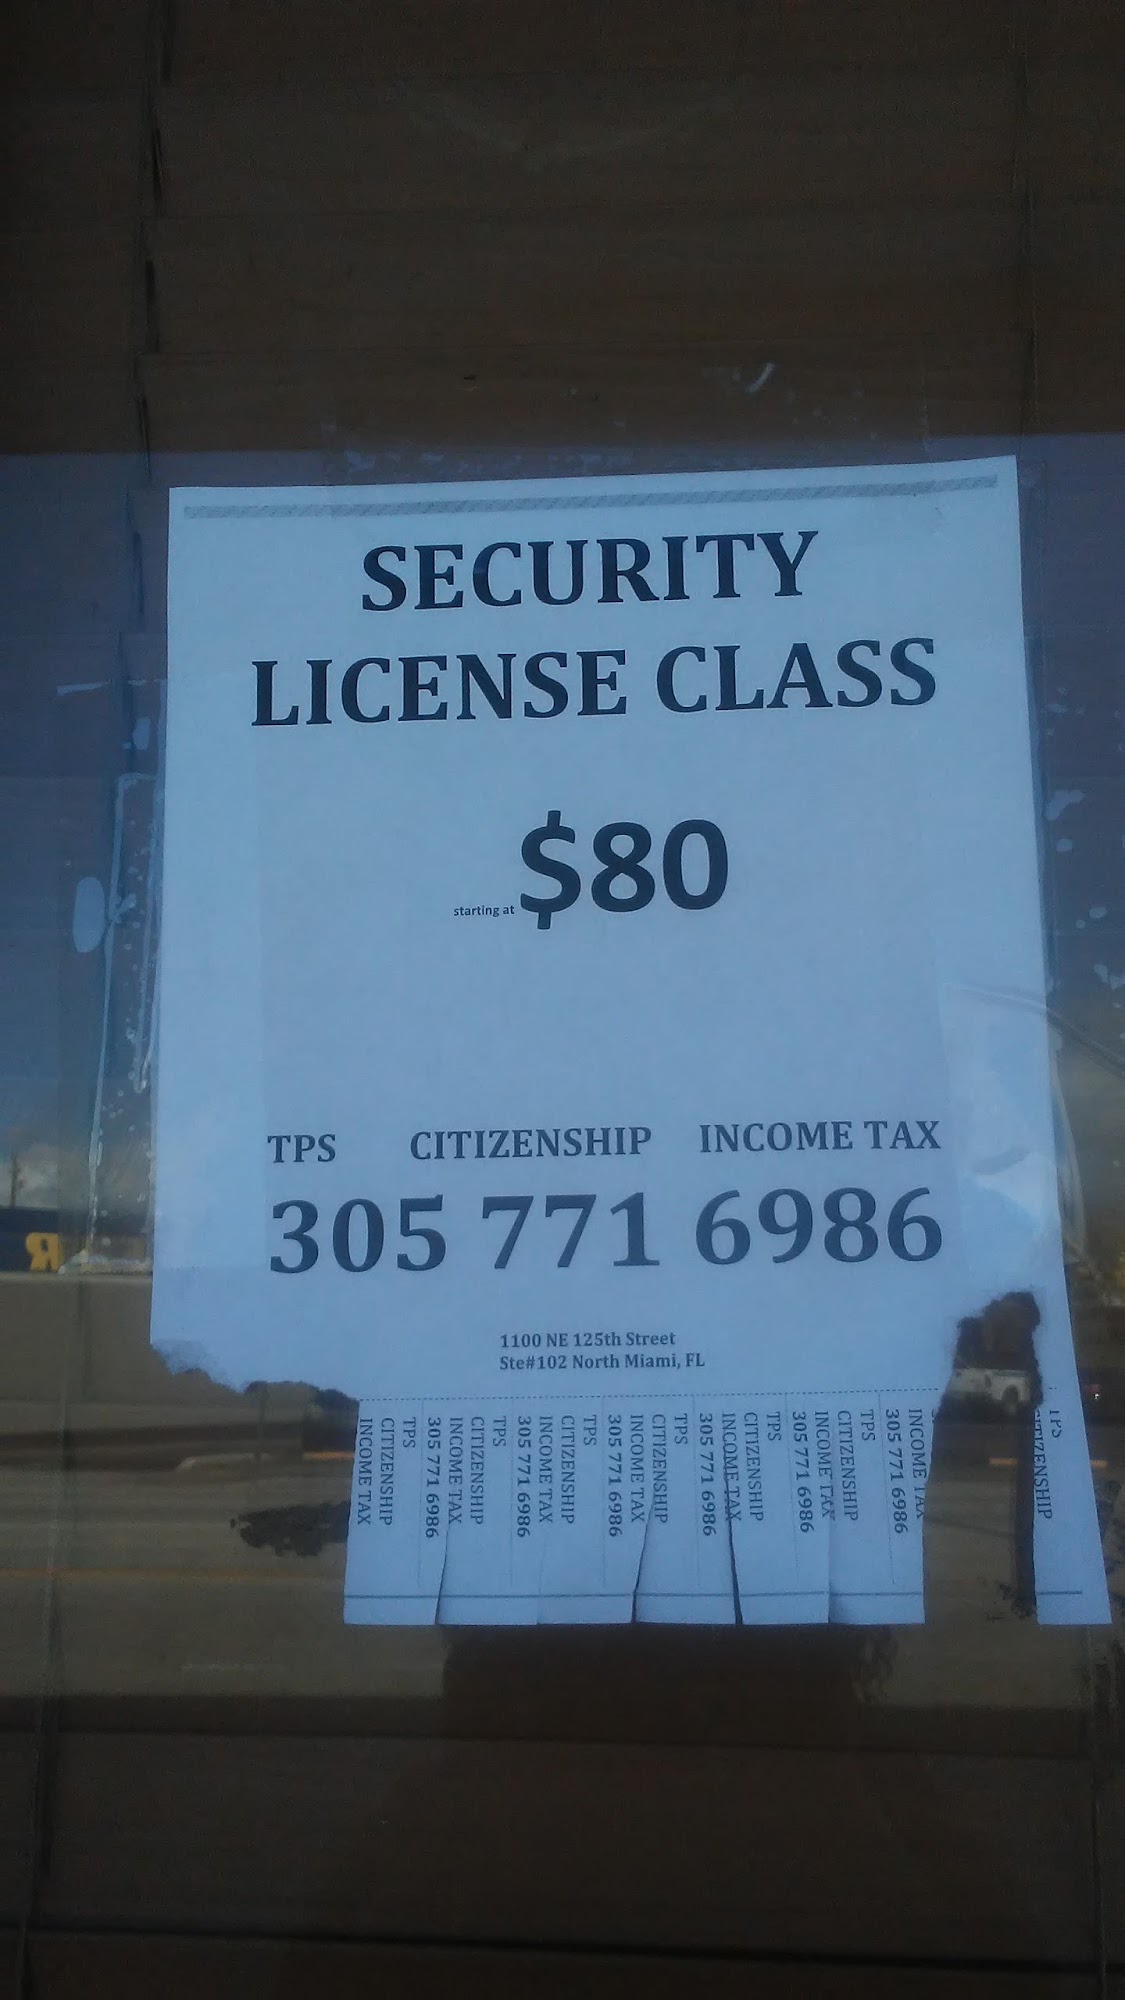 SECURITY
LICENSE CLASS
starting at $80
TPS CITIZENSHIP INCOME TAX
305 771 6986
1100 NE 125th Street
Ste#102 North Miami, FL
TPS
CITIZENSHIP
INCOME TAX
305 771 6986
TPS
CITIZENSHIP
INCOME TAX
305 771 6986
TPS
CITIZENSHIP
INCOME TAX
305 771 6986
TPS
CITIZENSHIP
INCOME TAX
305 771 6986
TPS
CITIZENSHIP
INCOME TAX
305 771 6986
TPS
CITIZENSHIP
INCOME TAX
305 771 6986
INCOME TAX
TPS
CITIZENSHIP